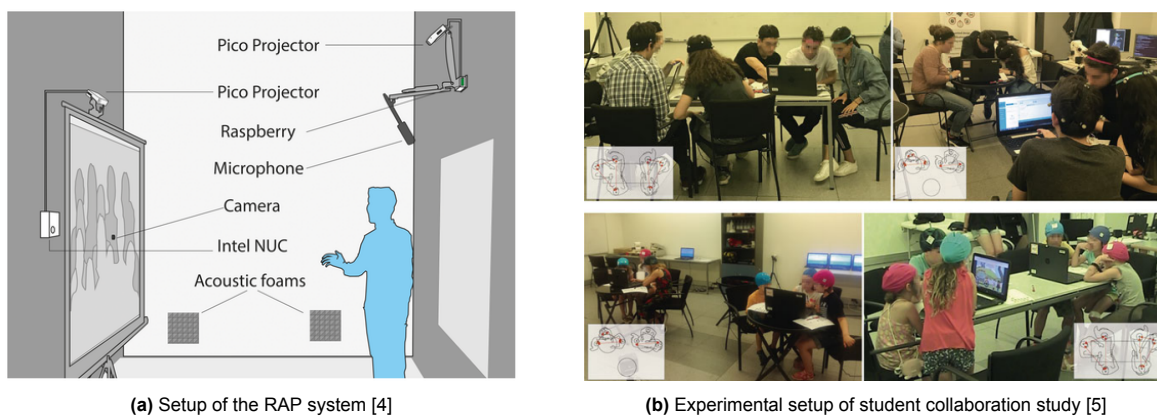 Pico Projector
Pico Projector
Raspberry
Microphone
Camera
Intel NUC
Acoustic foams
(a) Setup of the RAP system [4]
(b) Experimental setup of student collaboration study [5]